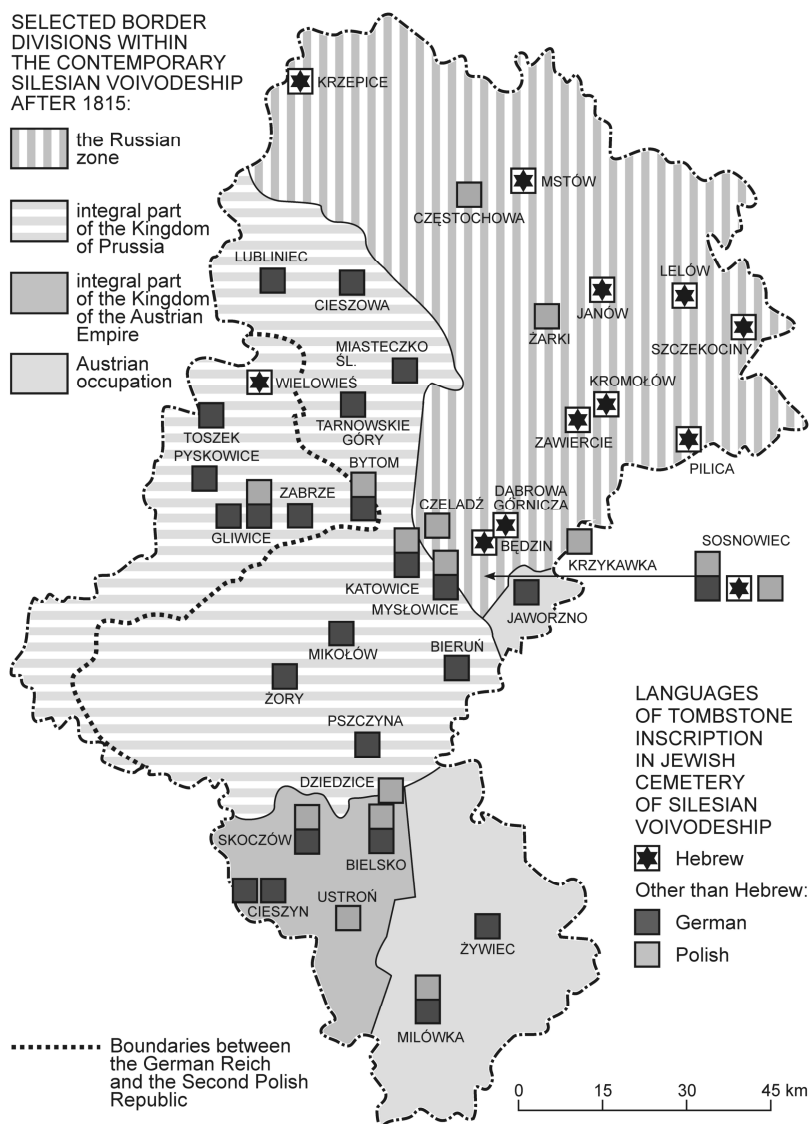 SELECTED BORDER
DIVISIONS WITHIN
THE CONTEMPORARY
SILESIAN VOIVODESHIP
AFTER 1815:
the Russian
zone
integral part
of the Kingdom
of Prussia
integral part
of the Kingdom
of the Austrian
Empire
Austrian
occupation
KRZEPICE
MSTÓW
CZĘSTOCHOWA
LUBLINIEC
CIESZOWA
JANÓW
LELÓW
ŻARKI
SZCZEKOCINY
MIASTECZKO
ŚL.
WIELOWIEŚ
KROMOŁÓW
TOSZEK
TARNOWSKIE
GÓRY
ZAWIERCIE
PILICA
PYSKOWICE
BYTOM
ZABRZE
GLIWICE
CZELADŹ
DĄBROWA
GÓRNICZA
BĘDZIN
KRZYKAWKA
SOSNOWIEC
KATOWICE
MYSŁOWICE
JAWORZNO
MIKOŁÓW
BIERUŃ
ŻORY
PSZCZYNA
DZIEDZICE
SKOCZÓW
BIELSKO
CIESZYN
USTROŃ
ŻYWIEC
MILÓWKA
LANGUAGES
OF TOMBSTONE
INSCRIPTION
IN JEWISH
CEMETERY
OF SILESIAN
VOIVODESHIP
Hebrew
Other than Hebrew:
German
Polish
Boundaries between
the German Reich
and the Second Polish
Republic
0 15 30 45 km